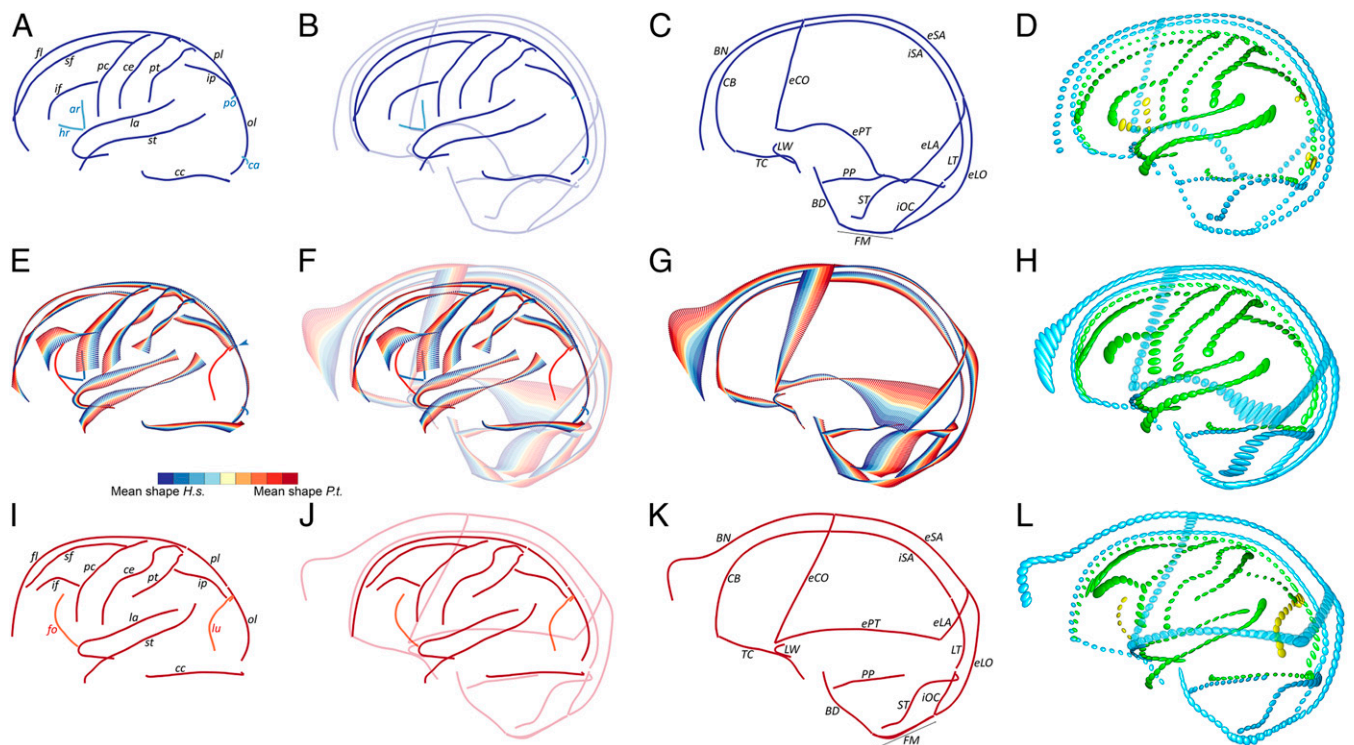 A
fl
sf
pc
ce
pt
pl
ip
if
ar
hr
la
st
po
ol
ca
cc
B
C
BN
CB
eCO
eSA
iSA
LW
TC
ePT
eLA
LT
eLO
PP
ST
iOC
BD
FM
D
E
F
G
H
Mean shape H.s. Mean shape P.t.
I
fl
sf
pc
ce
pt
pl
ip
if
fo
la
st
lu
ol
cc
J
K
BN
CB
eCO
eSA
iSA
ePT
eLA
TC
LW
LT
eLO
PP
ST
iOC
BD
FM
L